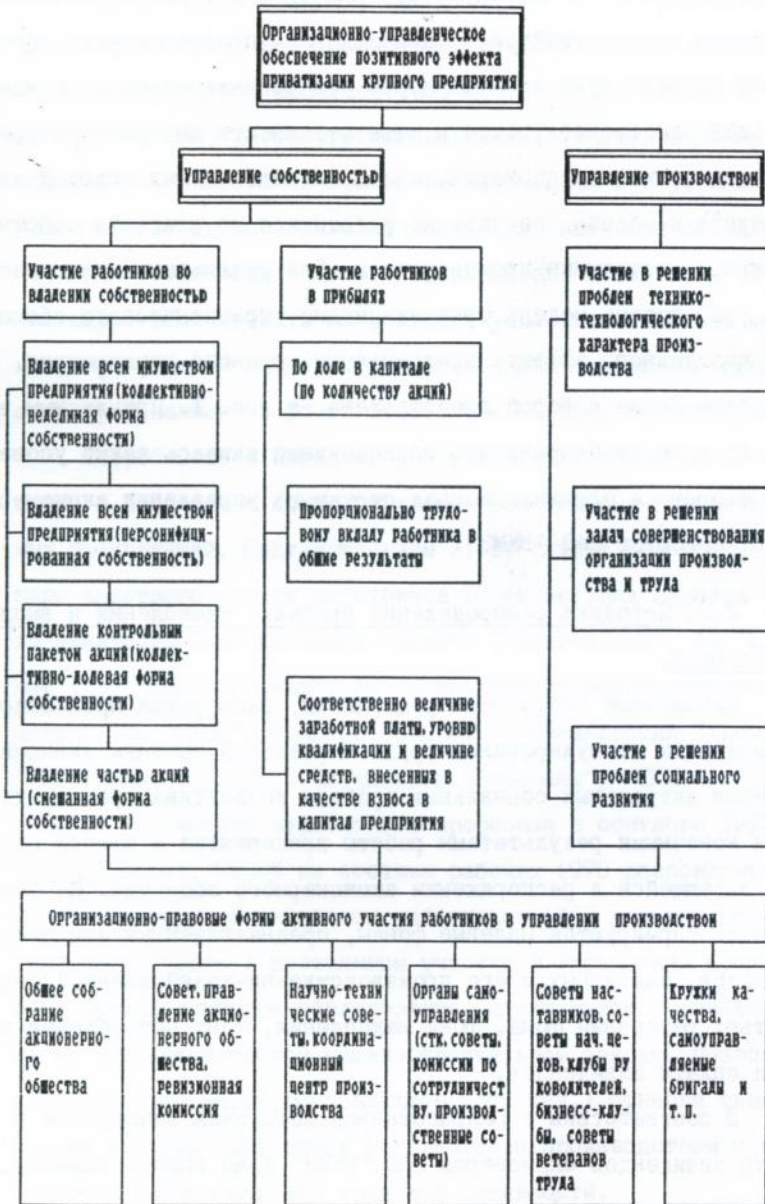 Организационно-управленческое
обеспечение позитивного эффекта
приватизации крупного предприятия
Управление собственностью
Управление производством
Участие работников во
владении собственностью
Участие работников
в прибылях
Участие в решении
проблем технико-
технологического
характера произ-
водства
Владение всем имуществом
предприятия(коллективно-
неделимая форма
собственности)
По доле в капитале
(по количеству акций)
Владение всем имуществом
предприятия(персонифици-
рованная собственность)
Пропорционально трудо-
вому вкладу работника в
общие результаты
Участие в решении
задач совершенствования
организации производс-
тва и труда
Владение контрольным
пакетом акций(коллек-
тивно-долевая форма
собственности)
Соответственно величине
заработной платы,уровню
квалификации и величине
средств, внесенных в
качестве взноса в
капитал предприятия
Участие в решении
проблем социального
развития
Владение частью акций
(смешанная форма
собственности)
Организационно-правовые формы активного участия работников в управлении производством
Общее соб-
рание
акционерно-
го
общества
Совет,прав-
ление акцио-
нерного об-
щества,
ревизионная
комиссия
Научно-техни-
ческие сове-
ты,координа-
ционный
центр произ-
водства
Органы само-
управления
(стк,советы,
комиссии по
сотрудничест
ву,производ-
ственные со-
веты)
Советы нас-
тавников,со-
веты нач.це-
хов,клубы ру
ководителей,
бизнесс-клу-
бы, советы
ветеранов
труда
Кружки ка-
чества,
самоуправ-
ляемые
бригады и
т.п.